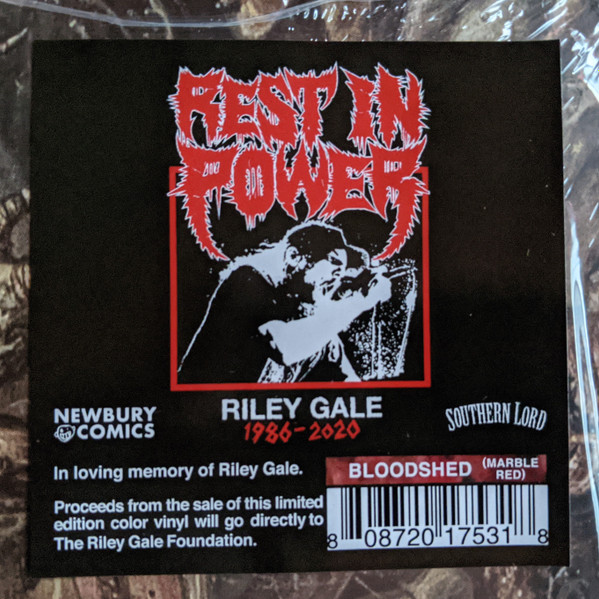 REST IN
POWER
RILEY GALE
1986-2020
NEWBURY
COMICS
SOUTHERN LORD
In loving memory of Riley Gale.
Proceeds from the sale of this limited
edition color vinyl will go directly to
The Riley Gale Foundation.
BLOODSHED (MARBLE
RED)
8 08720 17531 8